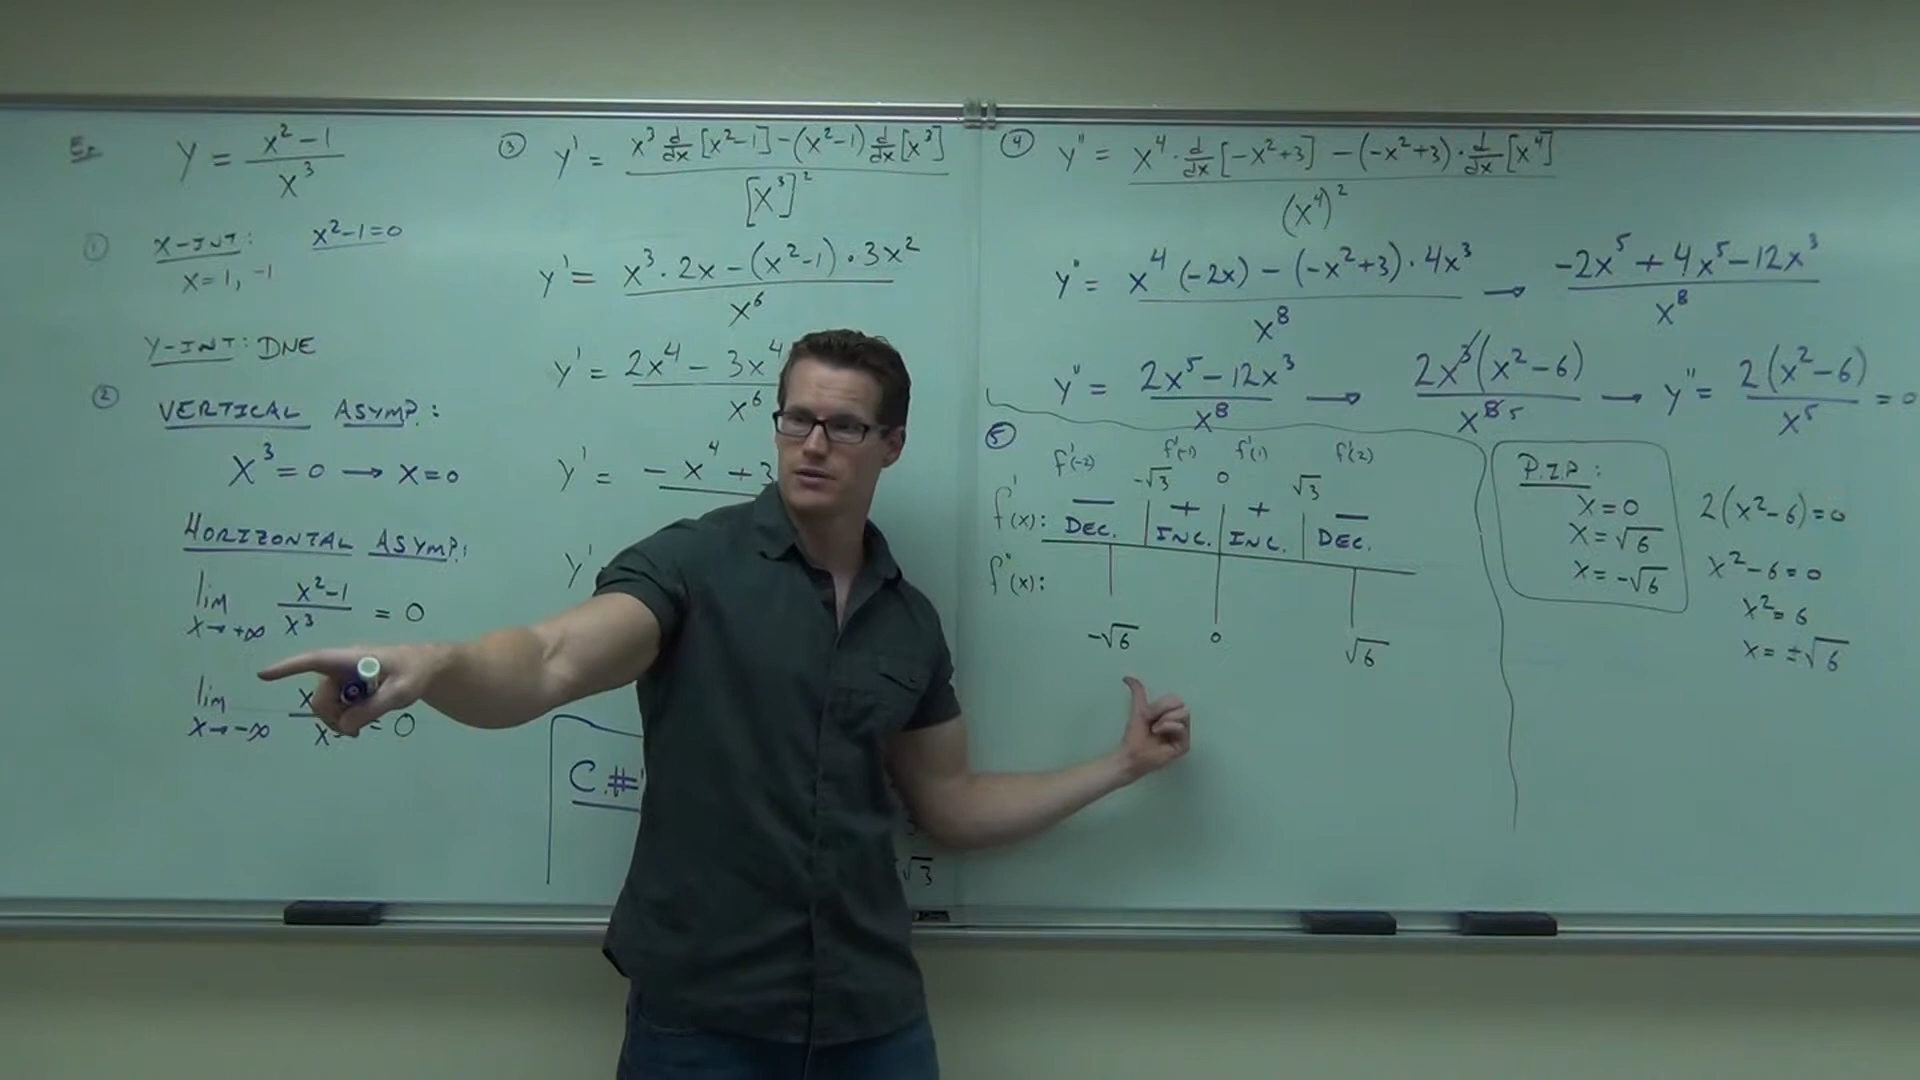 Ex
y = x² - 1 / x³
① X-INT: x² - 1 = 0
x = 1, -1
Y-INT: DNE
② VERTICAL ASYMP:
x³ = 0 → x = 0
HORIZONTAL ASYMP:
lim x→+∞ x² - 1 / x³ = 0
lim x→-∞ x = 0
③ y' = x³ d/dx [x² - 1] - (x² - 1) d/dx [x³] / [x³]²
y' = x³ · 2x - (x² - 1) · 3x² / x⁶
y' = 2x⁴ - 3x⁴ / x⁶
y' = -x⁴ + 3
y'
C.#'
√3
④ y'' = x⁴ · d/dx [-x² + 3] - (-x² + 3) · d/dx [x⁴] / (x⁴)²
y'' = x⁴ (-2x) - (-x² + 3) · 4x³ / x⁸ → -2x⁵ + 4x⁵ - 12x³ / x⁸
y'' = 2x⁵ - 12x³ / x⁸ → 2x³(x² - 6) / x⁸ ⁵ → y'' = 2(x² - 6) / x⁵ = 0
⑤ f'(-2) f'(-1) f'(1) f'(2)
-√3 0 √3
f'(x): - + + -
DEC. INC. INC. DEC.
f''(x):
-√6 0 √6
P.I.P:
x = 0
x = √6
x = -√6
2(x² - 6) = 0
x² - 6 = 0
x² = 6
x = ±√6